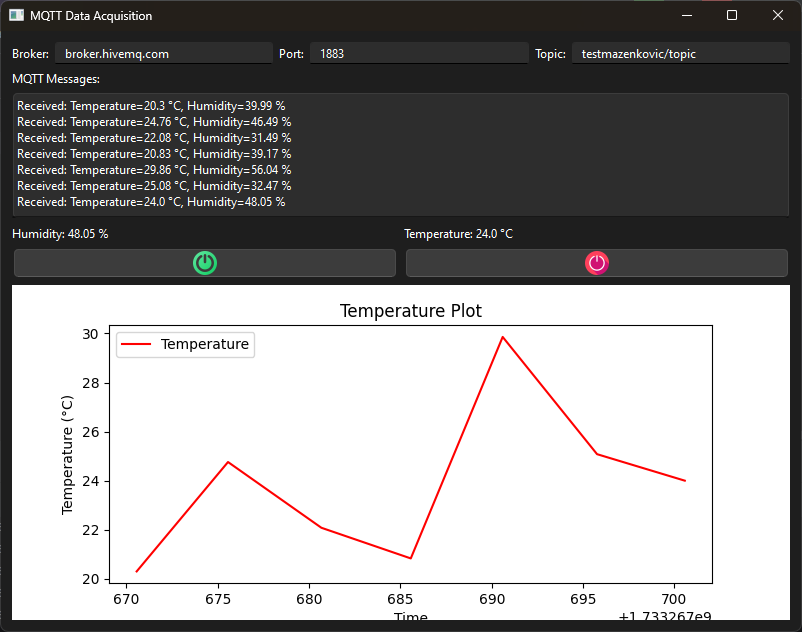 MQTT Data Acquisition
Broker: broker.hivemq.com Port: 1883 Topic: testmazenkovic/topic
MQTT Messages:
Received: Temperature=20.3 °C, Humidity=39.99 %
Received: Temperature=24.76 °C, Humidity=46.49 %
Received: Temperature=22.08 °C, Humidity=31.49 %
Received: Temperature=20.83 °C, Humidity=39.17 %
Received: Temperature=29.86 °C, Humidity=56.04 %
Received: Temperature=25.08 °C, Humidity=32.47 %
Received: Temperature=24.0 °C, Humidity=48.05 %
Humidity: 48.05 % Temperature: 24.0 °C
Temperature Plot
Temperature
Temperature (°C)
30
28
26
24
22
20
670 675 680 685 690 695 700
Time +1.733267e9